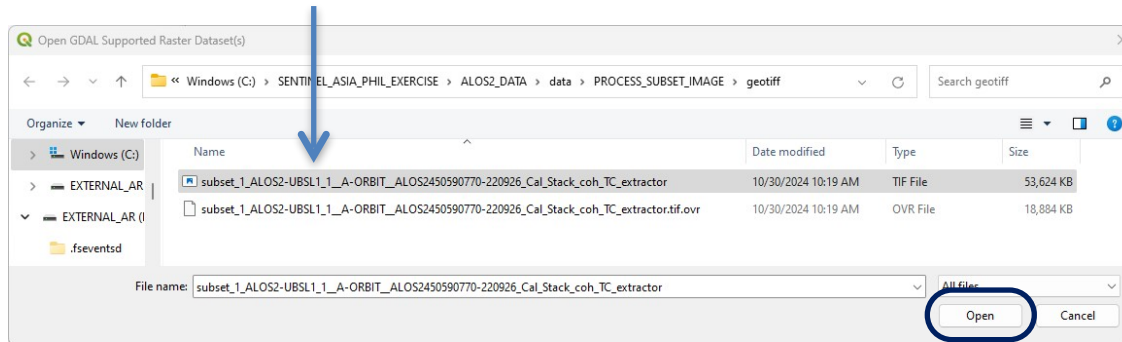 Open GDAL Supported Raster Dataset(s)
« Windows (C:) > SENTINEL_ASIA_PHIL_EXERCISE > ALOS2_DATA > data > PROCESS_SUBSET_IMAGE > geotiff
Search geotiff
Organize New folder
Windows (C:)
EXTERNAL_AR
EXTERNAL_AR (
.fseventsd
Name Date modified Type Size
subset_1_ALOS2-UBSL1_1__A-ORBIT__ALOS2450590770-220926_Cal_Stack_coh_TC_extractor 10/30/2024 10:19 AM TIF File 53,624 KB
subset_1_ALOS2-UBSL1_1__A-ORBIT__ALOS2450590770-220926_Cal_Stack_coh_TC_extractor.tif.ovr 10/30/2024 10:19 AM OVR File 18,884 KB
File name: subset_1_ALOS2-UBSL1_1__A-ORBIT__ALOS2450590770-220926_Cal_Stack_coh_TC_extractor All files
Open Cancel